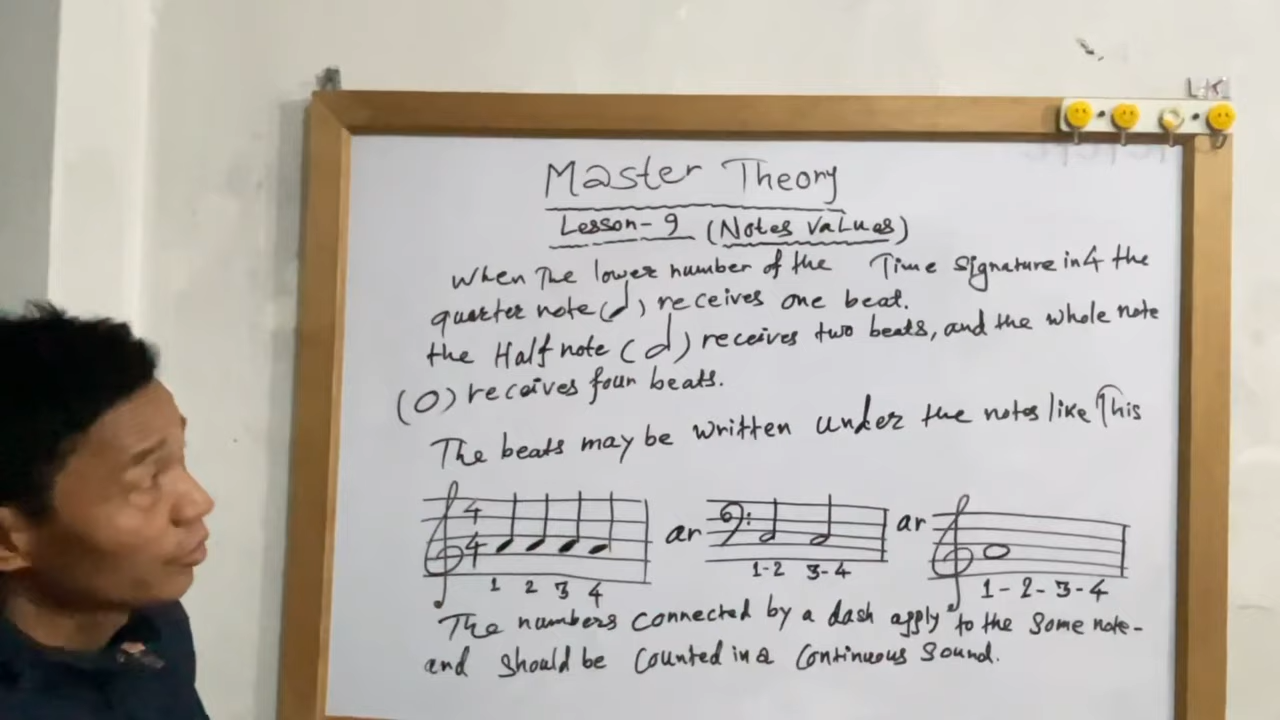 Master Theory
Lesson-9 (Notes Values)
When The lower number of the Time Signature in 4 the
quarter note (♩) receives one beat.
the Half note (d) receives two beats, and the whole note
(O) receives four beats.
The beats may be written under the notes like This
4 4 ar ar
1 2 3 4 1-2 3-4 1-2-3-4
The numbers connected by a dash apply to the Same note-
and should be Counted in a Continuous Sound.